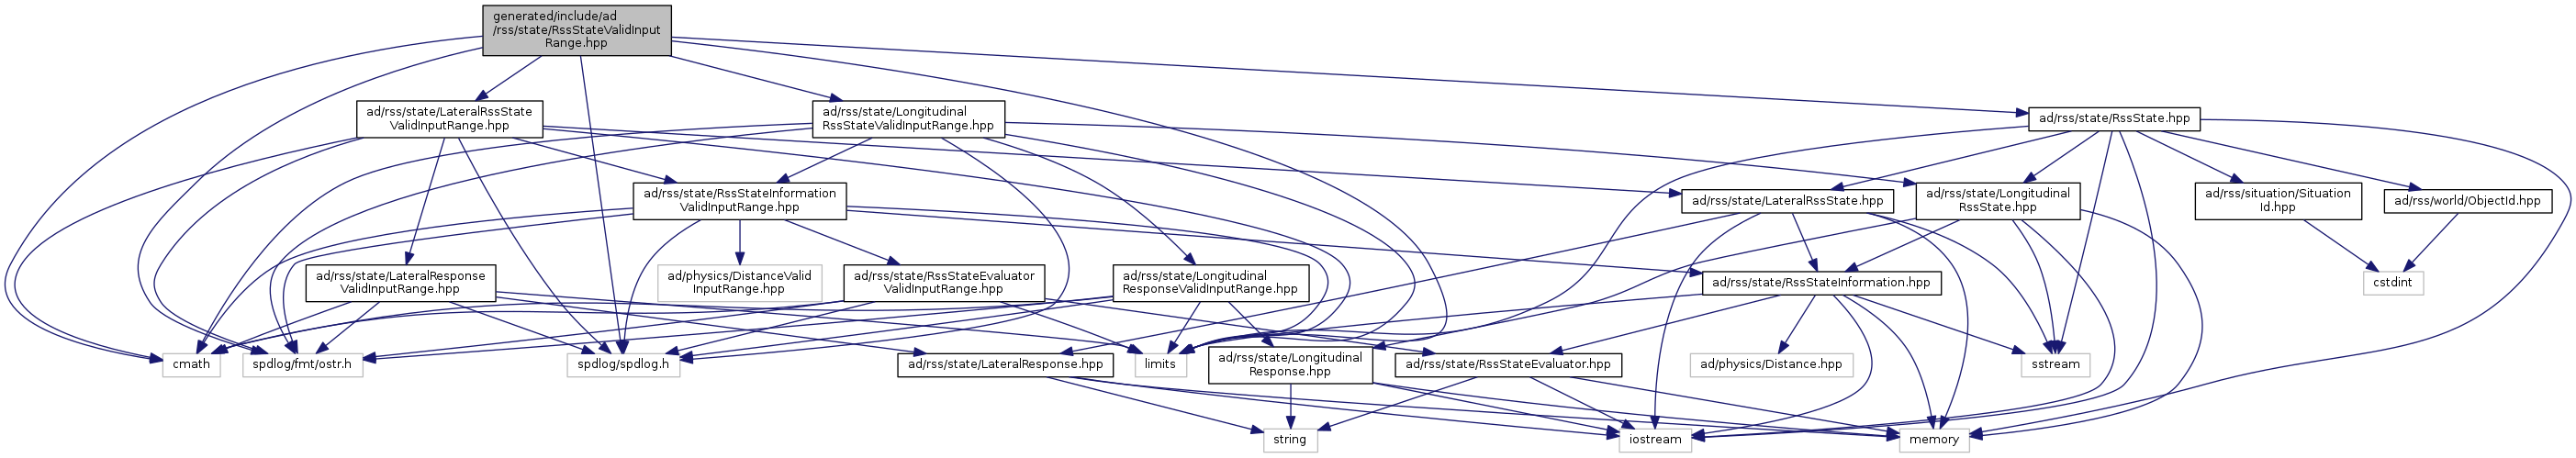 generated/include/ad
/rss/state/RssStateValidInput
Range.hpp
ad/rss/state/LateralRssState
ValidInputRange.hpp
ad/rss/state/Longitudinal
RssStateValidInputRange.hpp
ad/rss/state/RssState.hpp
ad/rss/state/RssStateInformation
ValidInputRange.hpp
ad/rss/state/LateralRssState.hpp
ad/rss/state/Longitudinal
RssState.hpp
ad/rss/situation/Situation
Id.hpp
ad/rss/world/ObjectId.hpp
ad/rss/state/LateralResponse
ValidInputRange.hpp
ad/physics/DistanceValid
InputRange.hpp
ad/rss/state/RssStateEvaluator
ValidInputRange.hpp
ad/rss/state/Longitudinal
ResponseValidInputRange.hpp
ad/rss/state/RssStateInformation.hpp
cstdint
cmath
spdlog/fmt/ostr.h
spdlog/spdlog.h
ad/rss/state/LateralResponse.hpp
limits
ad/rss/state/Longitudinal
Response.hpp
ad/rss/state/RssStateEvaluator.hpp
ad/physics/Distance.hpp
sstream
string
iostream
memory